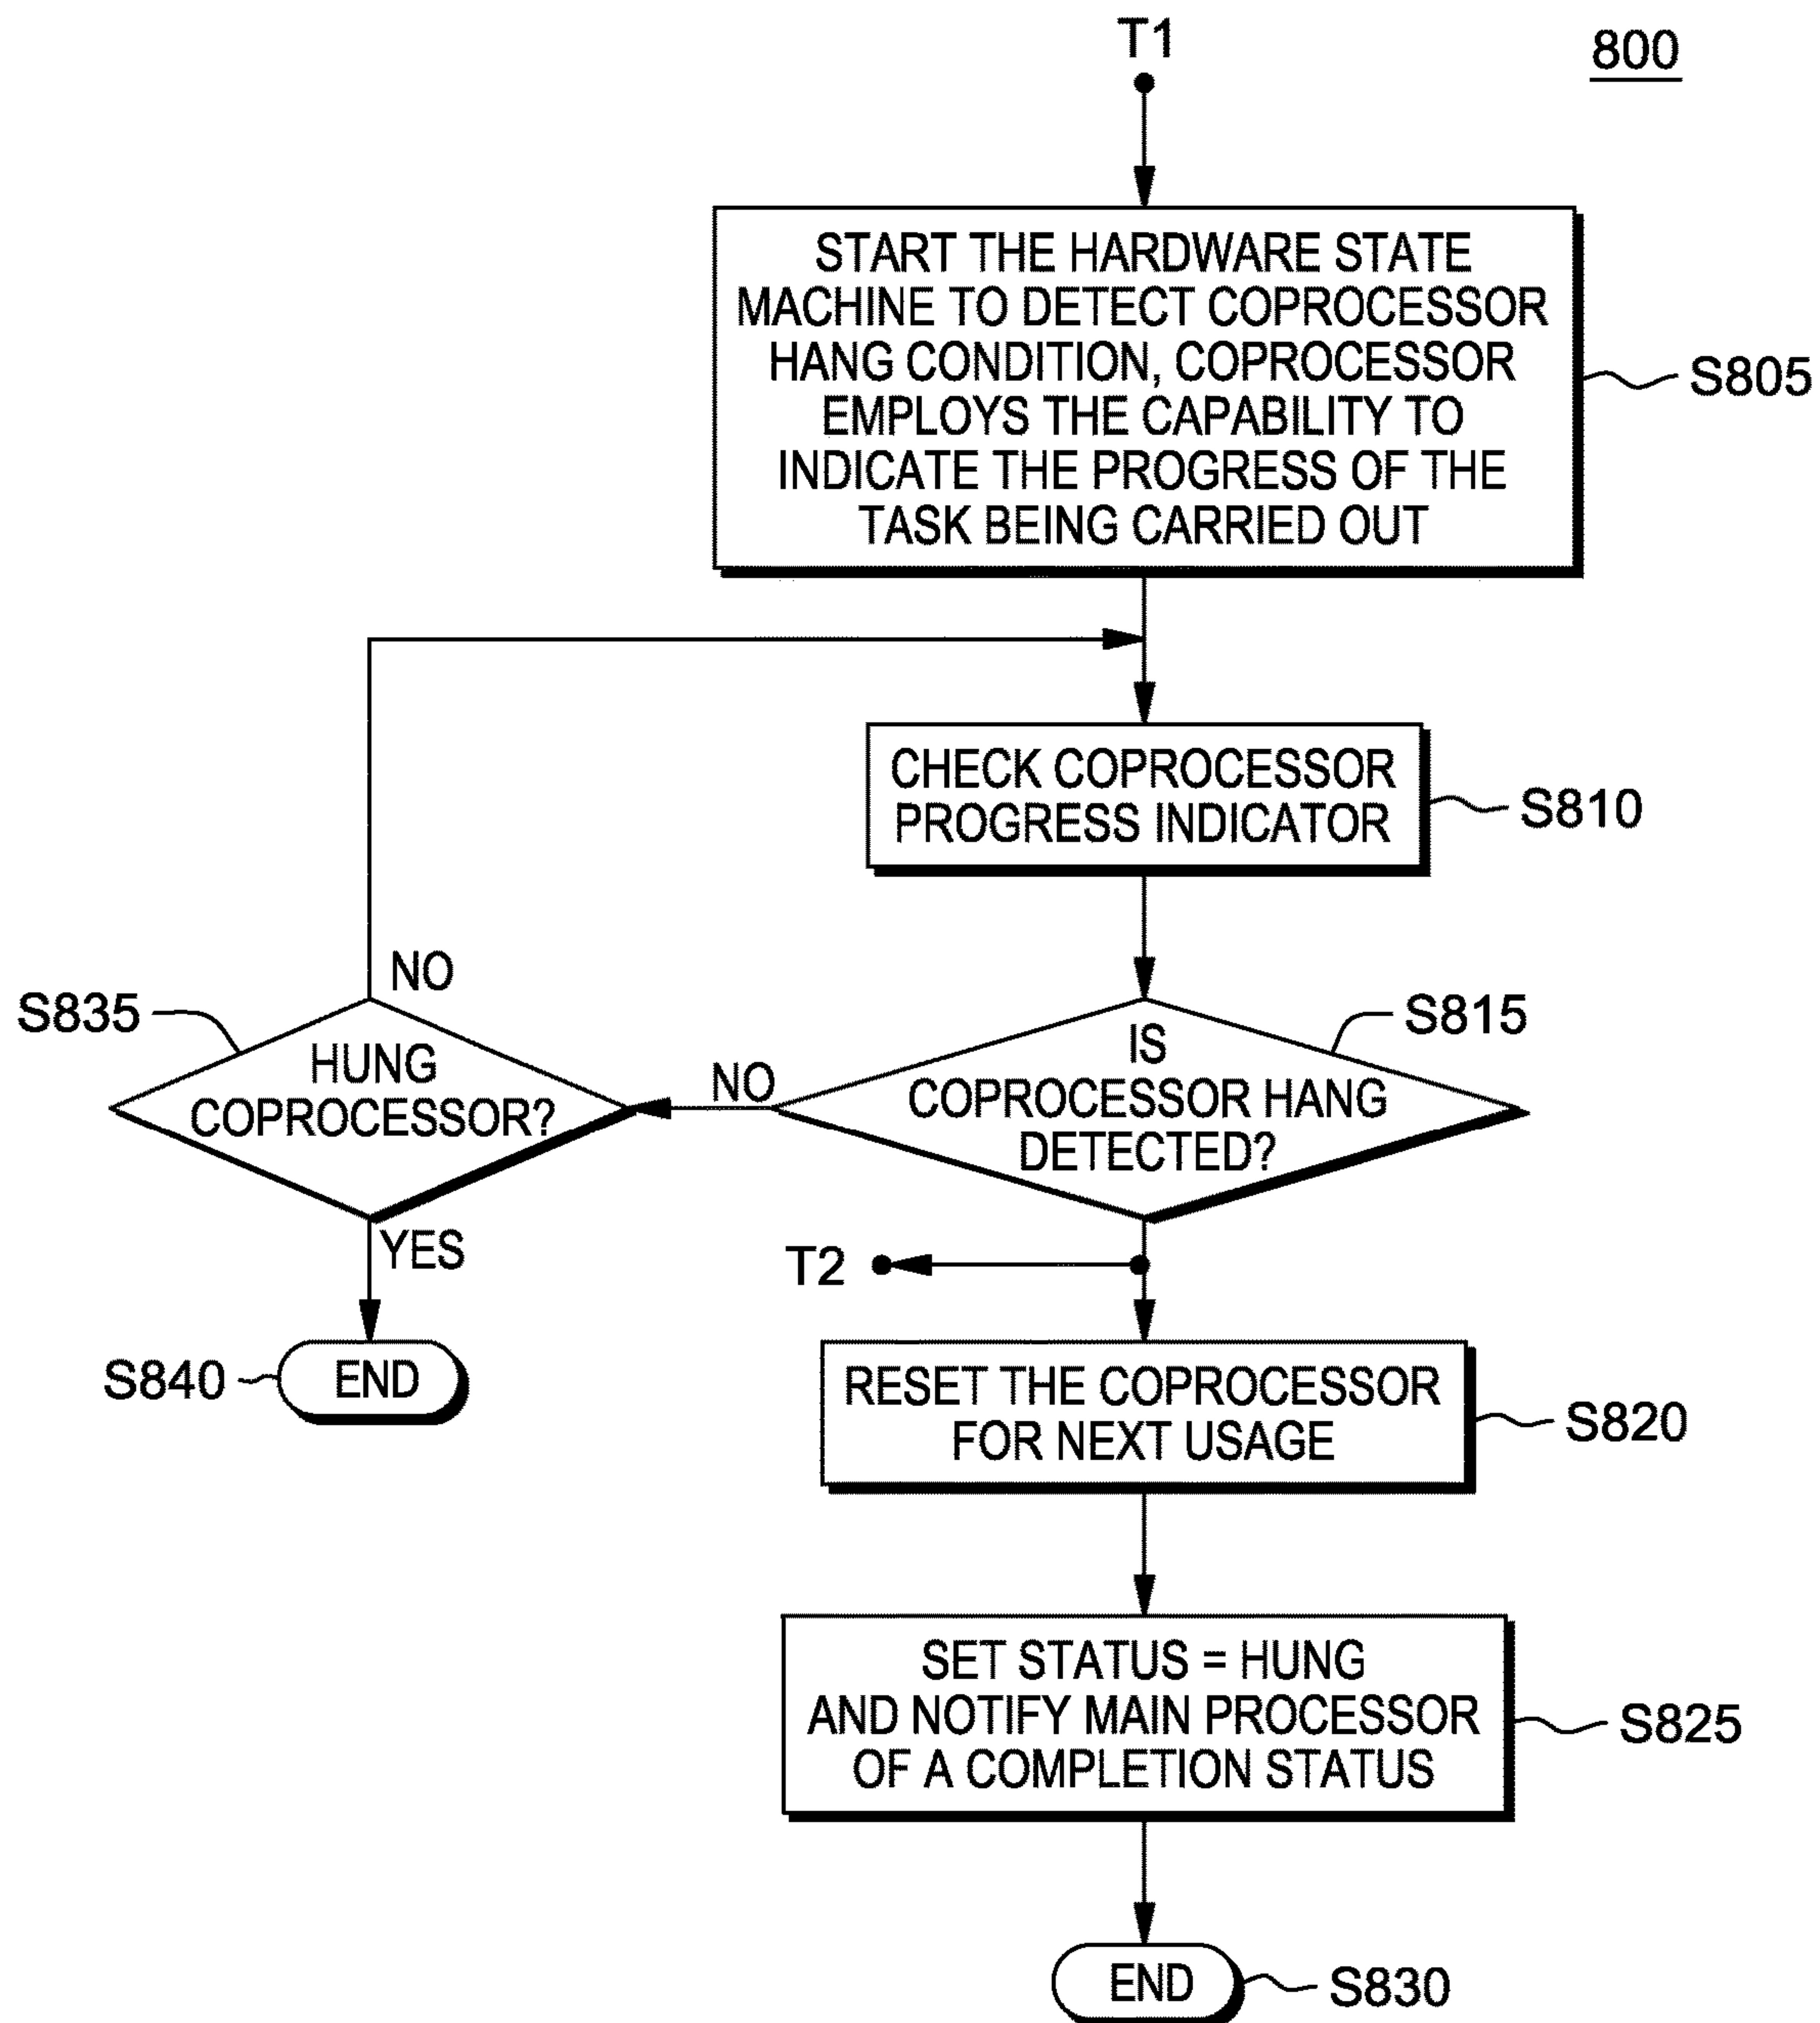 T1
800
START THE HARDWARE STATE
MACHINE TO DETECT COPROCESSOR
HANG CONDITION, COPROCESSOR
EMPLOYS THE CAPABILITY TO
INDICATE THE PROGRESS OF THE
TASK BEING CARRIED OUT
S805
CHECK COPROCESSOR
PROGRESS INDICATOR
S810
NO
S835
HUNG
COPROCESSOR?
NO
IS
COPROCESSOR HANG
DETECTED?
S815
YES
T2
S840
END
RESET THE COPROCESSOR
FOR NEXT USAGE
S820
SET STATUS = HUNG
AND NOTIFY MAIN PROCESSOR
OF A COMPLETION STATUS
S825
END
S830